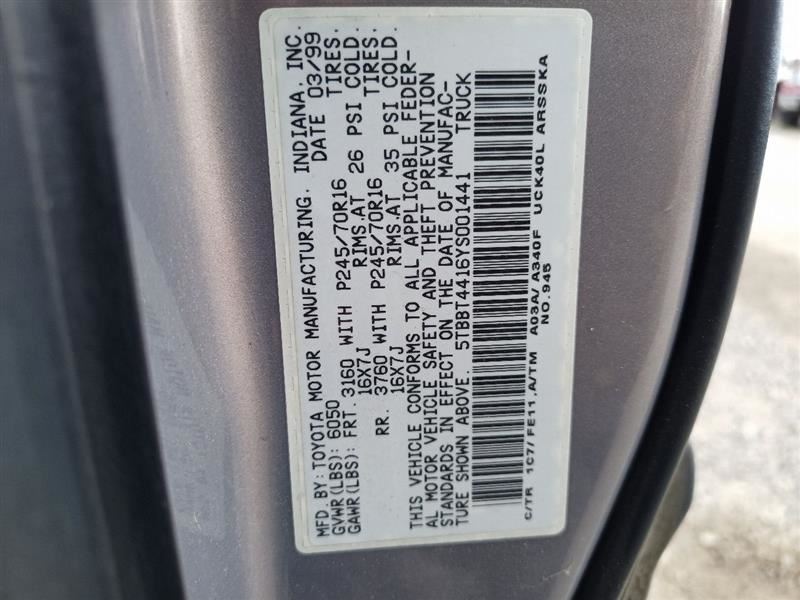 MFD. BY: TOYOTA MOTOR MANUFACTURING, INDIANA, INC.
GVWR(LBS): 6050 DATE 03/99
GAWR(LBS): FRT. 3160 WITH P245/70R16 TIRES.
16X7J RIMS.AT 26 PSI COLD.
RR. 3760 WITH P245/70R16 TIRES.
16X7J RIMS.AT 35 PSI COLD.
THIS VEHICLE CONFORMS TO ALL APPLICABLE FEDER-
AL MOTOR VEHICLE SAFETY AND THEFT PREVENTION
STANDARDS IN EFFECT ON THE DATE OF MANUFAC-
TURE SHOWN ABOVE. 5TBBT4416YS001441 TRUCK
C/TR 1C7/ FE11,A/TM A03A/ A340F UCK40L ARSSKA
NO.945